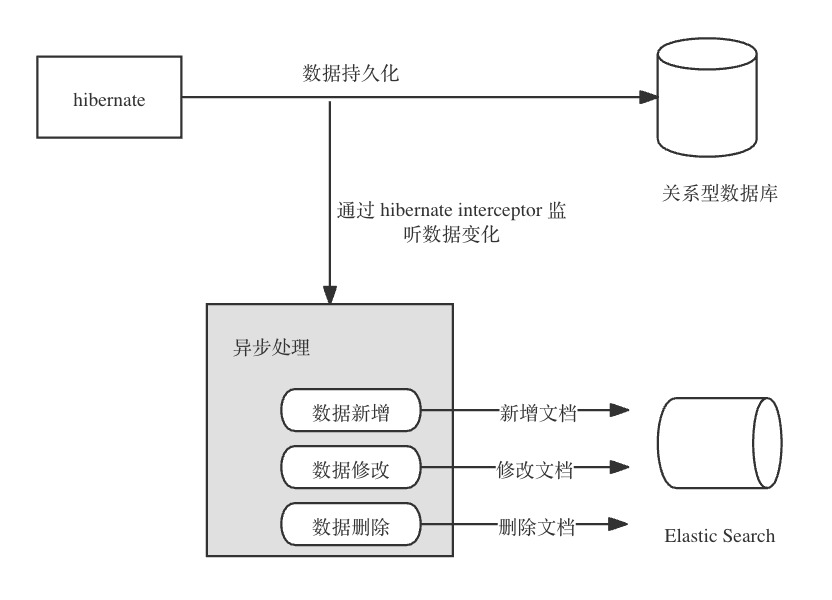 数据持久化
hibernate
关系型数据库
通过 hibernate interceptor 监
听数据变化
异步处理
数据新增
新增文档
数据修改
修改文档
数据删除
删除文档
Elastic Search